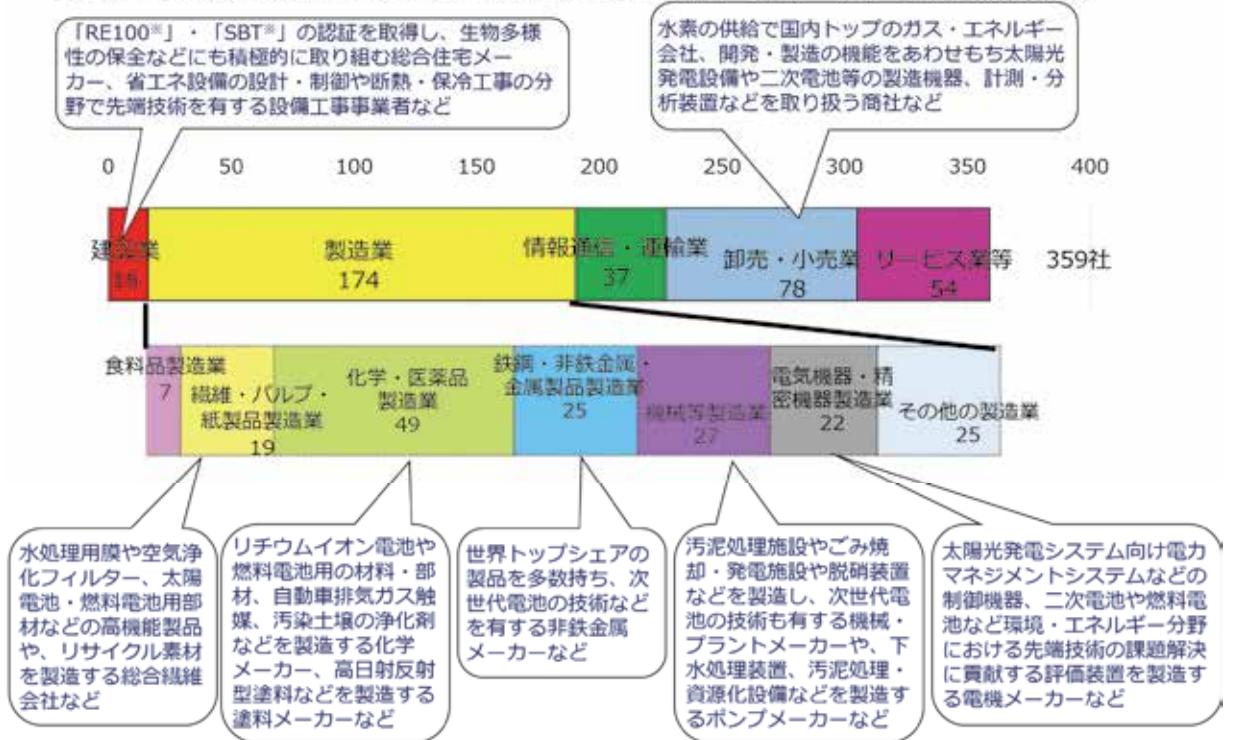 「RE100※」・「SBT※」の認証を取得し、生物多様
性の保全などにも積極的に取り組む総合住宅メー
カー、省エネ設備の設計・制御や断熱・保冷工事の分
野で先端技術を有する設備工事事業者など
水素の供給で国内トップのガス・エネルギー
会社、開発・製造の機能をあわせもち太陽光
発電設備や二次電池等の製造機器、計測・分
析装置などを取り扱う商社など
0 50 100 150 200 250 300 350 400
建設業
16
製造業
174
情報通信・運輸業
37
卸売・小売業
78
サービス業等
54
359社
食料品製造業
7
繊維・パルプ・
紙製品製造業
19
化学・医薬品
製造業
49
鉄鋼・非鉄金属・
金属製品製造業
25
機械等製造業
27
電気機器・精
密機器製造業
22
その他の製造業
25
水処理用膜や空気浄
化フィルター、太陽
電池・燃料電池用部
材などの高機能製品
や、リサイクル素材
を製造する総合繊維
会社など
リチウムイオン電池や
燃料電池用の材料・部
材、自動車排気ガス触
媒、汚染土壌の浄化剤
などを製造する化学
メーカー、高日射反射
型塗料などを製造する
塗料メーカーなど
世界トップシェアの
製品を多数持ち、次
世代電池の技術など
を有する非鉄金属
メーカーなど
汚泥処理施設やごみ焼
却・発電施設や脱硝装置
などを製造し、次世代電
池の技術も有する機械・
プラントメーカーや、下
水処理装置、汚泥処理・
資源化設備などを製造す
るポンプメーカーなど
太陽光発電システム向け電力
マネジメントシステムなどの
制御機器、二次電池や燃料電
池など環境・エネルギー分野
における先端技術の課題解決
に貢献する評価装置を製造す
る電機メーカーなど